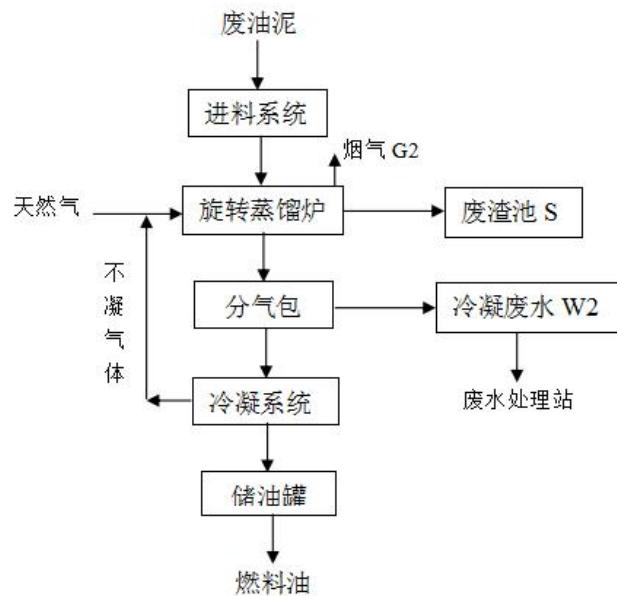 废油泥
进料系统
烟气 G2
天然气
旋转蒸馏炉
废渣池 S
不凝气体
分气包
冷凝废水 W2
冷凝系统
废水处理站
储油罐
燃料油